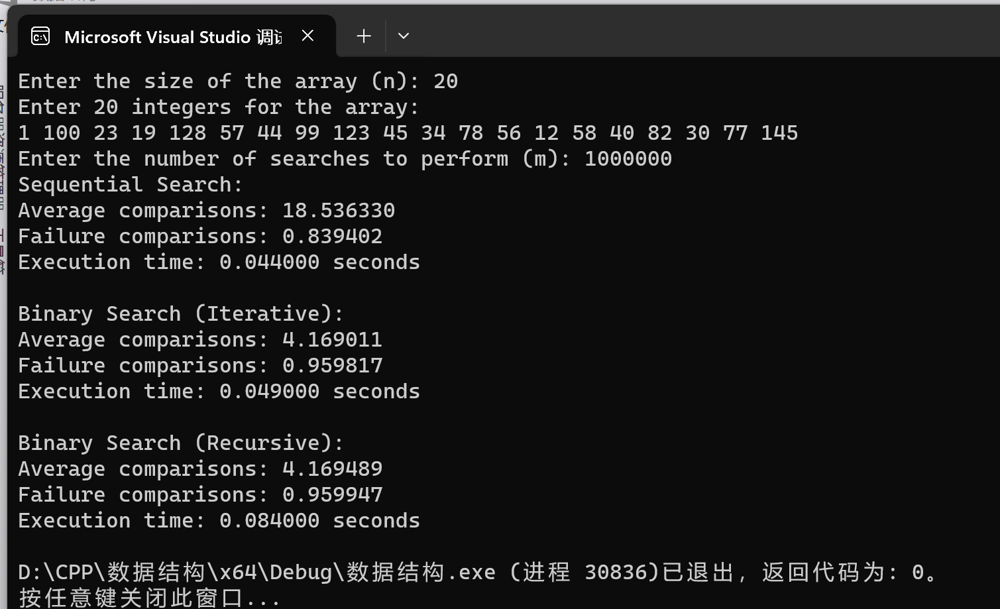 Microsoft Visual Studio 调试
Enter the size of the array (n): 20
Enter 20 integers for the array:
1 100 23 19 128 57 44 99 123 45 34 78 56 12 58 40 82 30 77 145
Enter the number of searches to perform (m): 1000000
Sequential Search:
Average comparisons: 18.536330
Failure comparisons: 0.839402
Execution time: 0.044000 seconds
Binary Search (Iterative):
Average comparisons: 4.169011
Failure comparisons: 0.959817
Execution time: 0.049000 seconds
Binary Search (Recursive):
Average comparisons: 4.169489
Failure comparisons: 0.959947
Execution time: 0.084000 seconds
D:\CPP\数据结构\x64\Debug\数据结构.exe (进程 30836)已退出，返回代码为: 0。
按任意键关闭此窗口...